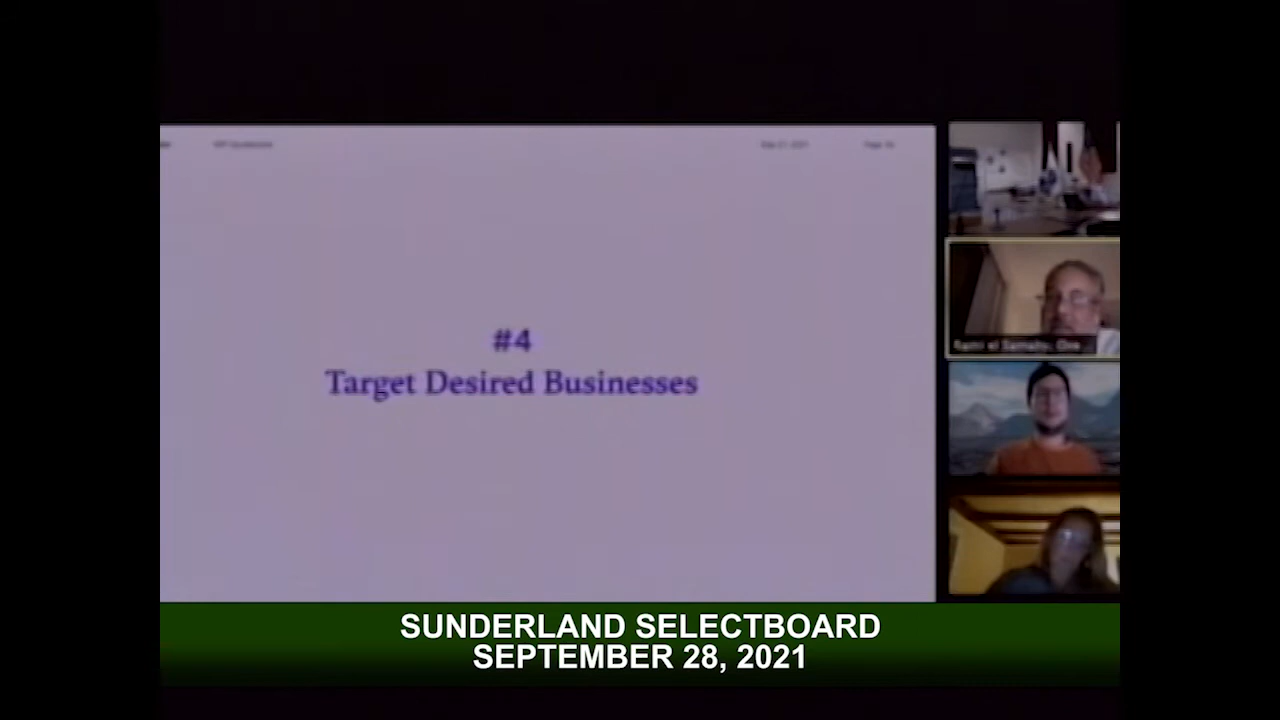 #4
Target Desired Businesses
SUNDERLAND SELECTBOARD
SEPTEMBER 28, 2021